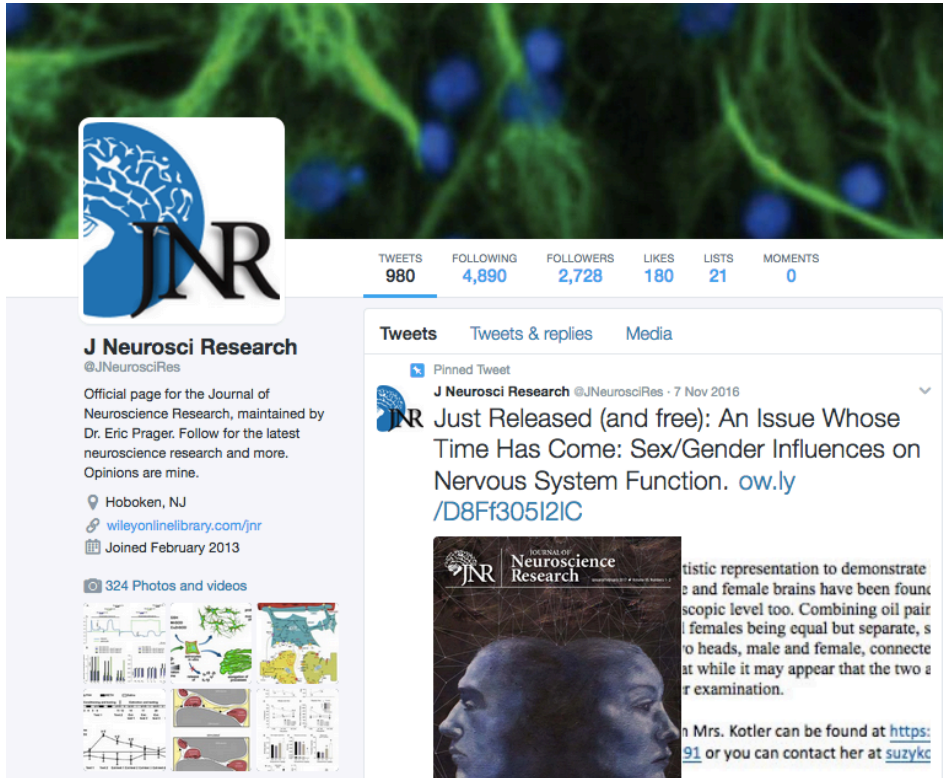 JNR
TWEETS FOLLOWING FOLLOWERS LIKES LISTS MOMENTS
980 4,890 2,728 180 21 0
J Neurosci Research
@JNeurosciRes
Official page for the Journal of
Neuroscience Research, maintained by
Dr. Eric Prager. Follow for the latest
neuroscience research and more.
Opinions are mine.
Hoboken, NJ
wileyonlinelibrary.com/jnr
Joined February 2013
324 Photos and videos
Tweets Tweets & replies Media
Pinned Tweet
J Neurosci Research @JNeurosciRes · 7 Nov 2016
JNR
Just Released (and free): An Issue Whose
Time Has Come: Sex/Gender Influences on
Nervous System Function. ow.ly
/D8Ff305I2lC
JNR
JOURNAL OF
Neuroscience
Research
tistic representation to demonstrate
e and female brains have been found
scopic level too. Combining oil pain
l females being equal but separate, s
o heads, male and female, connecte
at while it may appear that the two a
r examination.
n Mrs. Kotler can be found at https:
91 or you can contact her at suzyko